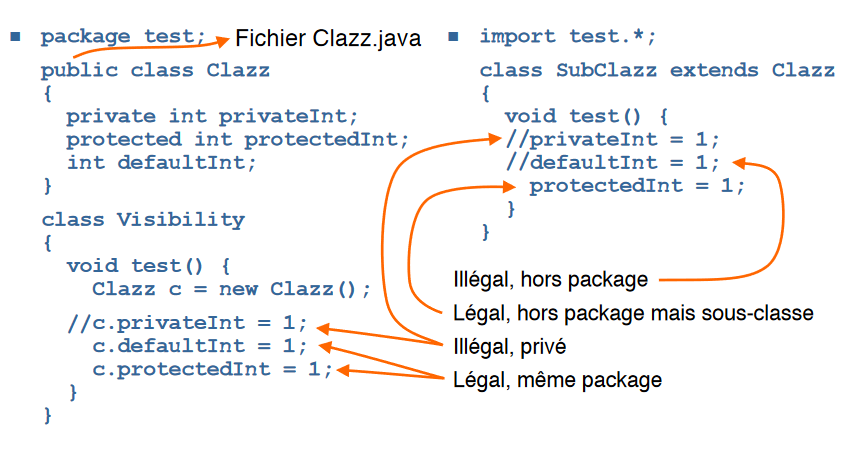 package test;
Fichier Clazz.java
public class Clazz
{
private int privateInt;
protected int protectedInt;
int defaultInt;
}
class Visibility
{
void test() {
Clazz c = new Clazz();
//c.privateInt = 1;
c.defaultInt = 1;
c.protectedInt = 1;
}
}
import test.*;
class SubClazz extends Clazz
{
void test() {
//privateInt = 1;
//defaultInt = 1;
protectedInt = 1;
}
}
Illégal, hors package
Légal, hors package mais sous-classe
Illégal, privé
Légal, même package